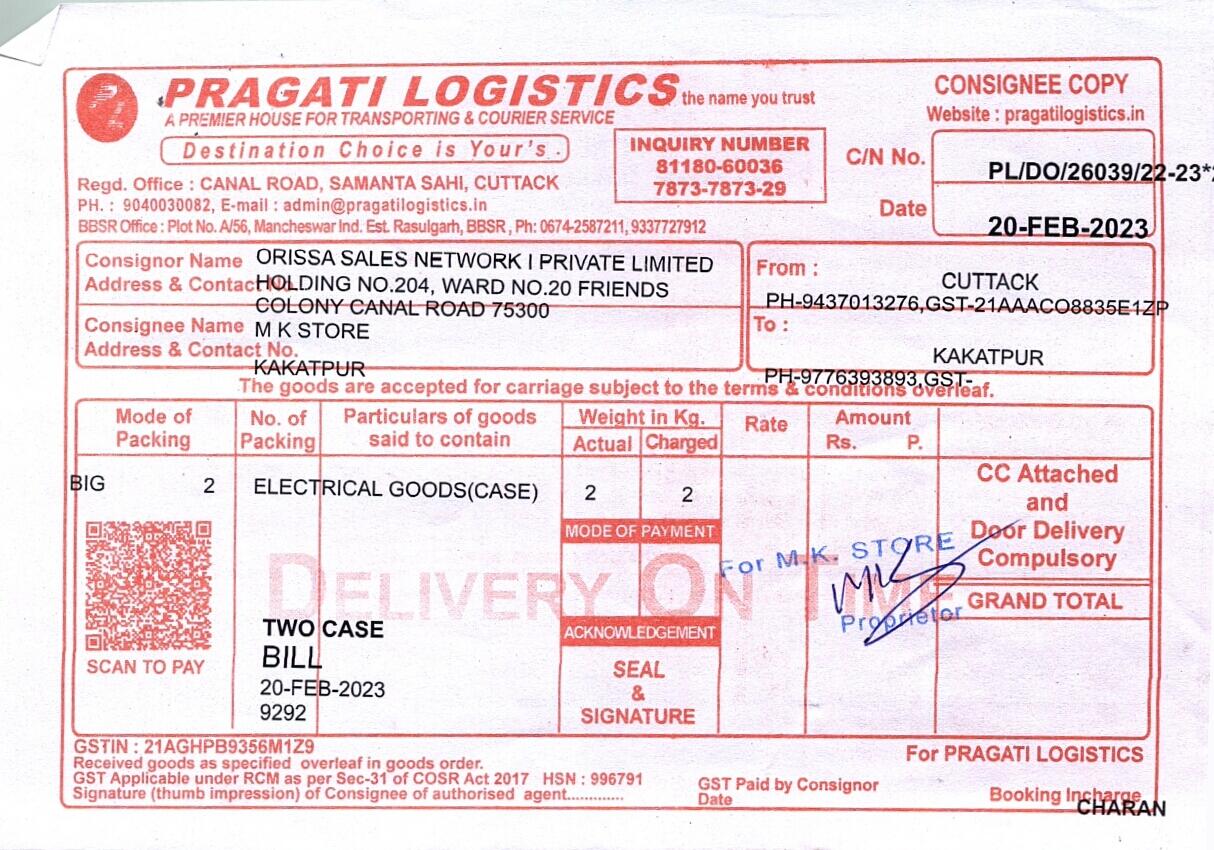 PRAGATI LOGISTICS the name you trust
A PREMIER HOUSE FOR TRANSPORTING & COURIER SERVICE
Destination Choice is Your's .
CONSIGNEE COPY
Website : pragatilogistics.in
INQUIRY NUMBER
81180-60036
7873-7873-29
C/N No. PL/DO/26039/22-23*
Date 20-FEB-2023
Regd. Office : CANAL ROAD, SAMANTA SAHI, CUTTACK
PH. : 9040030082, E-mail : admin@pragatilogistics.in
BBSR Office : Plot No. A/56, Mancheswar Ind. Est. Rasulgarh, BBSR , Ph: 0674-2587211, 9337727912
Consignor Name ORISSA SALES NETWORK I PRIVATE LIMITED
Address & Contact No. HOLDING NO.204, WARD NO.20 FRIENDS
COLONY CANAL ROAD 75300
Consignee Name M K STORE
Address & Contact No.
KAKATPUR
From :
CUTTACK
PH-9437013276,GST-21AAACO8835E1ZP
To :
KAKATPUR
PH-9776393893,GST-
The goods are accepted for carriage subject to the terms & conditions overleaf.
Mode of Packing No. of Packing Particulars of goods said to contain Weight in Kg. Actual Charged Rate Amount Rs. P.
BIG 2 ELECTRICAL GOODS(CASE) 2 2
CC Attached
and
Door Delivery
Compulsory
MODE OF PAYMENT
DELIVERY ON TIME
For M.K. STORE
Proprietor
GRAND TOTAL
SCAN TO PAY
TWO CASE
BILL
20-FEB-2023
9292
ACKNOWLEDGEMENT
SEAL
&
SIGNATURE
GSTIN : 21AGHPB9356M1Z9
Received goods as specified overleaf in goods order.
GST Applicable under RCM as per Sec-31 of COSR Act 2017 HSN : 996791
Signature (thumb impression) of Consignee of authorised agent.............
GST Paid by Consignor
Date
For PRAGATI LOGISTICS
Booking Incharge
CHARAN